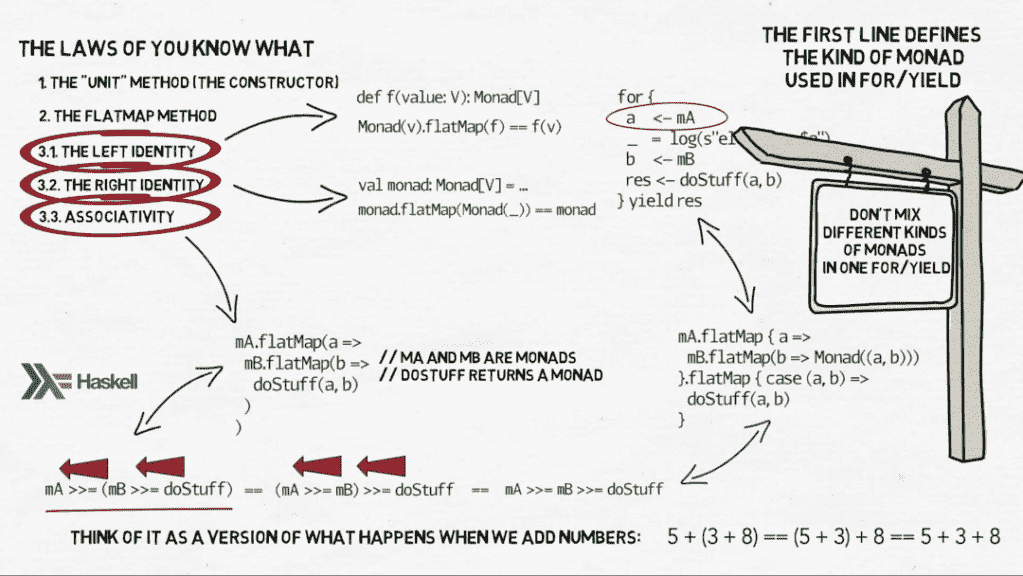 THE LAWS OF YOU KNOW WHAT
1. THE "UNIT" METHOD (THE CONSTRUCTOR)
2. THE FLATMAP METHOD
3.1. THE LEFT IDENTITY
3.2. THE RIGHT IDENTITY
3.3. ASSOCIATIVITY
def f(value: V): Monad[V]
Monad(v).flatMap(f) == f(v)
val monad: Monad[V] = ...
monad.flatMap(Monad(_)) == monad
for {
a <- mA
_ = log(s"el
b <- mB
res <- doStuff(a, b)
} yield res
THE FIRST LINE DEFINES
THE KIND OF MONAD
USED IN FOR/YIELD
DON'T MIX
DIFFERENT KINDS
OF MONADS
IN ONE FOR/YIELD
mA.flatMap(a =>
mB.flatMap(b =>
doStuff(a, b)
)
)
// MA AND MB ARE MONADS
// DOSTUFF RETURNS A MONAD
mA.flatMap { a =>
mB.flatMap(b => Monad((a, b)))
}.flatMap { case (a, b) =>
doStuff(a, b)
}
Haskell
mA >>= (mB >>= doStuff) == (mA >>= mB) >>= doStuff == mA >>= mB >>= doStuff
THINK OF IT AS A VERSION OF WHAT HAPPENS WHEN WE ADD NUMBERS: 5 + (3 + 8) == (5 + 3) + 8 == 5 + 3 + 8